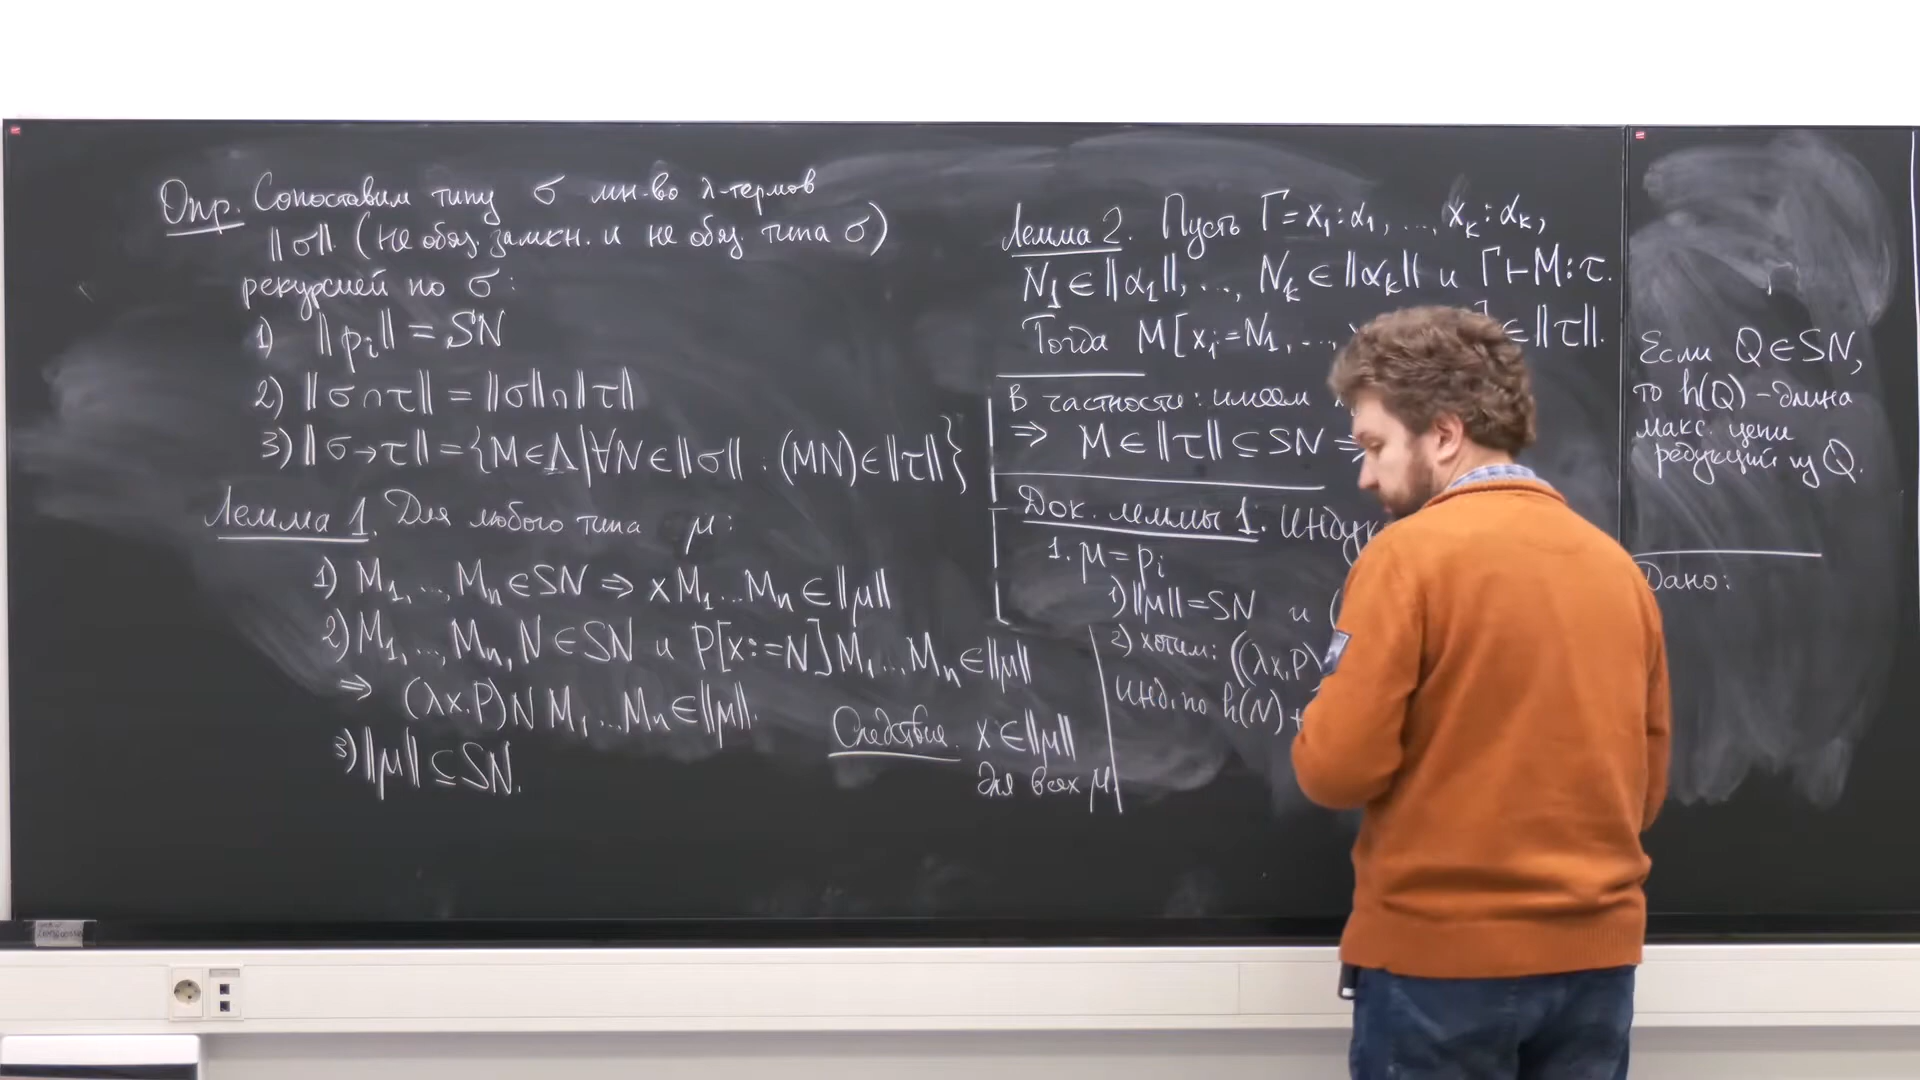 Опр. Сопоставим типу σ мн-во λ-термов
‖σ‖. (не обяз. замкн. и не обяз. типа σ)
рекурсией по σ:
1) ‖pᵢ‖ = SN
2) ‖σ∩τ‖ = ‖σ‖∩‖τ‖
3) ‖σ→τ‖ = {M∈Λ | ∀N∈‖σ‖ : (MN)∈‖τ‖}
Лемма 1. Для любого типа μ:
1) M₁,…,Mₙ∈SN ⇒ xM₁…Mₙ∈‖μ‖
2) M₁,…,Mₙ,N∈SN и P[x:=N]M₁…Mₙ∈‖μ‖
⇒ (λx.P)N M₁…Mₙ∈‖μ‖.
3) ‖μ‖⊆SN.
Следствие. x∈‖μ‖
для всех μ.
Лемма 2. Пусть Γ=x₁:α₁,…,xₖ:αₖ,
N₁∈‖α₁‖,…, Nₖ∈‖αₖ‖ и Γ⊢M:τ.
Тогда M[x₁:=N₁,… ]∈‖τ‖.
В частности: имеем
⇒ M∈‖τ‖⊆SN ⇒
Док. леммы 1.
1. μ=pᵢ
1) ‖μ‖=SN и (
2) хотим: ((λx.P)
Инд. по h(N)+
Если Q∈SN,
то h(Q) – длина
макс. цепи
редукций из Q.
Дано: